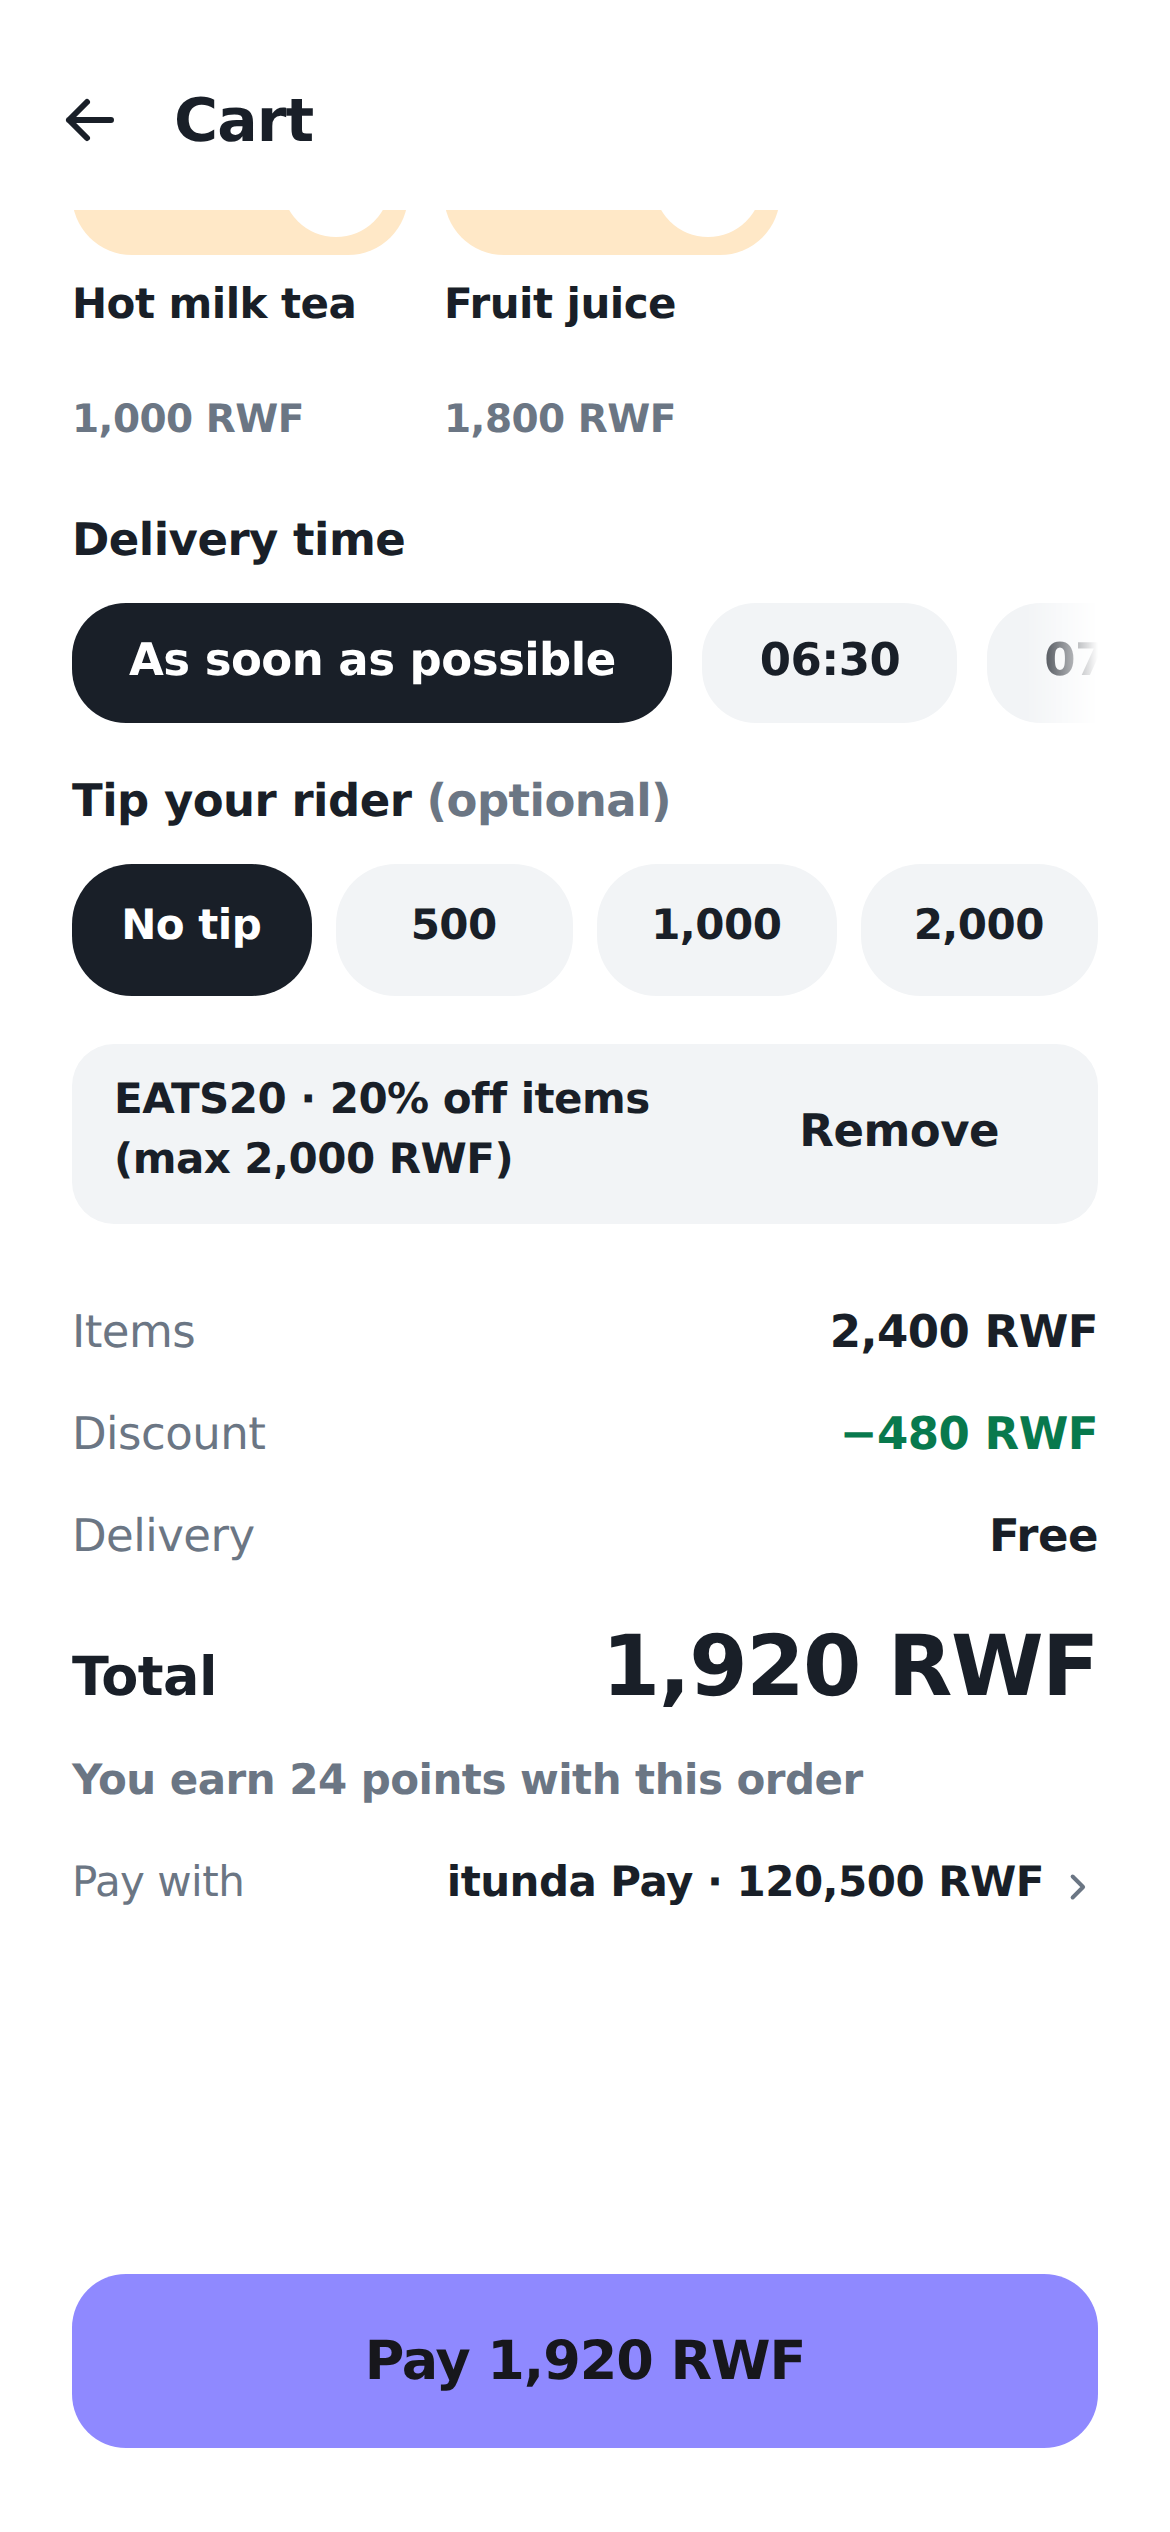 Cart
Hot milk tea
Fruit juice
1,000 RWF
1,800 RWF
Delivery time
As soon as possible
06:30
Tip your rider (optional)
No tip
500
1,000
2,000
EATS20 · 20% off items
(max 2,000 RWF)
Remove
Items
2,400 RWF
Discount
−480 RWF
Delivery
Free
Total
1,920 RWF
You earn 24 points with this order
Pay with
itunda Pay · 120,500 RWF
Pay 1,920 RWF